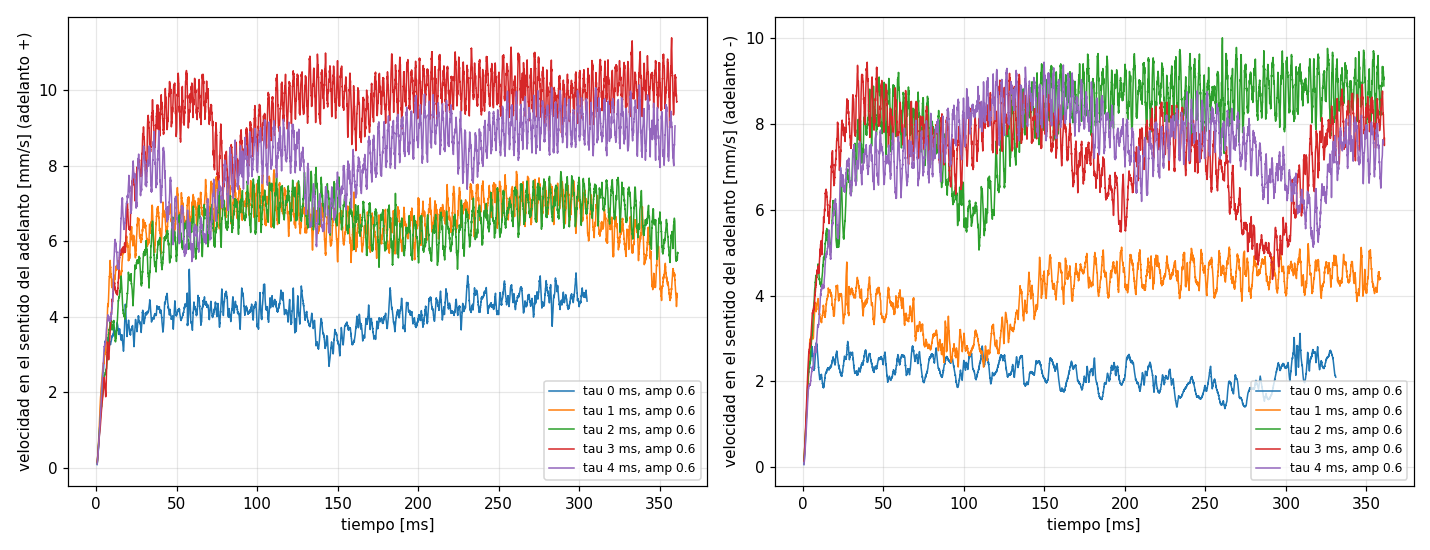 velocidad en el sentido del adelanto [mm/s] (adelanto +)
10
8
6
4
2
0
0 50 100 150 200 250 300 350
tiempo [ms]
tau 0 ms, amp 0.6
tau 1 ms, amp 0.6
tau 2 ms, amp 0.6
tau 3 ms, amp 0.6
tau 4 ms, amp 0.6
velocidad en el sentido del adelanto [mm/s] (adelanto -)
10
8
6
4
2
0
0 50 100 150 200 250 300 350
tiempo [ms]
tau 0 ms, amp 0.6
tau 1 ms, amp 0.6
tau 2 ms, amp 0.6
tau 3 ms, amp 0.6
tau 4 ms, amp 0.6